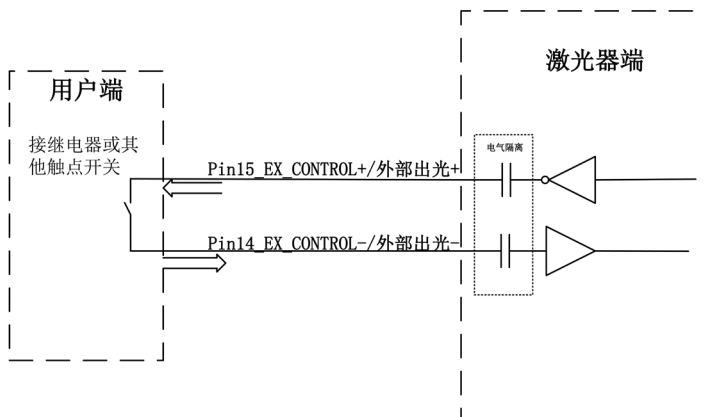 激光器端
用户端
接继电器或其
他触点开关
电气隔离
Pin15_EX_CONTROL+/外部出光+
Pin14_EX_CONTROL-/外部出光-